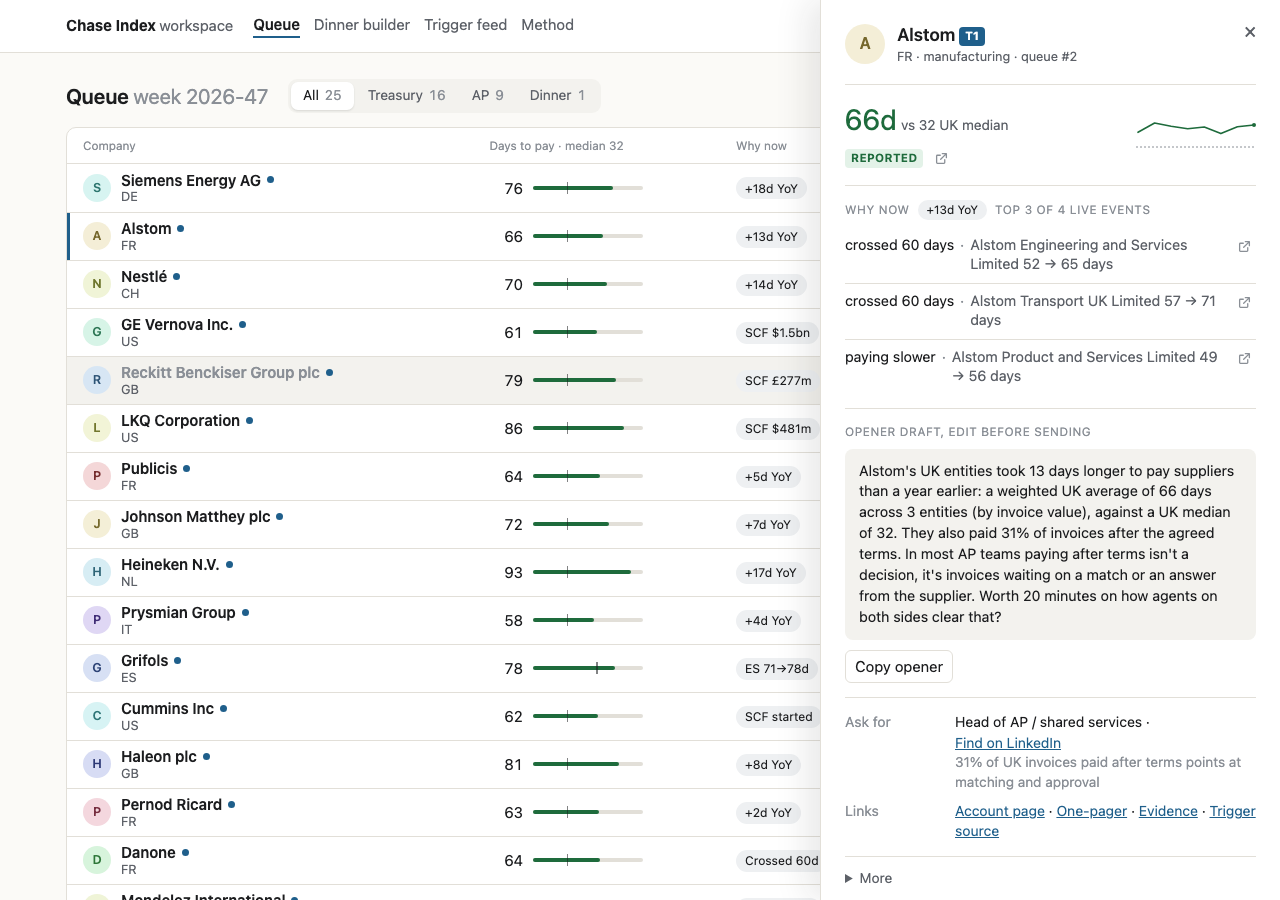 Chase Index workspace Queue Dinner builder Trigger feed Method
Queue week 2026-47 All 25 Treasury 16 AP 9 Dinner 1
Company Days to pay · median 32 Why now
S Siemens Energy AG 76 +18d YoY
DE
A Alstom 66 +13d YoY
FR
N Nestlé 70 +14d YoY
CH
G GE Vernova Inc. 61 SCF $1.5bn
US
R Reckitt Benckiser Group plc 79 SCF £277m
GB
L LKQ Corporation 86 SCF $481m
US
P Publicis 64 +5d YoY
FR
J Johnson Matthey plc 72 +7d YoY
GB
H Heineken N.V. 93 +17d YoY
NL
P Prysmian Group 58 +4d YoY
IT
G Grifols 78 ES 71→78d
ES
C Cummins Inc 62 SCF started
US
H Haleon plc 81 +8d YoY
GB
P Pernod Ricard 63 +2d YoY
FR
D Danone 64 Crossed 60d
FR
Mondelez International
A Alstom T1 ×
FR · manufacturing · queue #2
66d vs 32 UK median
REPORTED
WHY NOW +13d YoY TOP 3 OF 4 LIVE EVENTS
crossed 60 days · Alstom Engineering and Services
Limited 52 → 65 days
crossed 60 days · Alstom Transport UK Limited 57 → 71
days
paying slower · Alstom Product and Services Limited 49
→ 56 days
OPENER DRAFT, EDIT BEFORE SENDING
Alstom's UK entities took 13 days longer to pay suppliers
than a year earlier: a weighted UK average of 66 days
across 3 entities (by invoice value), against a UK median
of 32. They also paid 31% of invoices after the agreed
terms. In most AP teams paying after terms isn't a
decision, it's invoices waiting on a match or an answer
from the supplier. Worth 20 minutes on how agents on
both sides clear that?
Copy opener
Ask for Head of AP / shared services ·
Find on LinkedIn
31% of UK invoices paid after terms points at
matching and approval
Links Account page · One-pager · Evidence · Trigger
source
▶ More